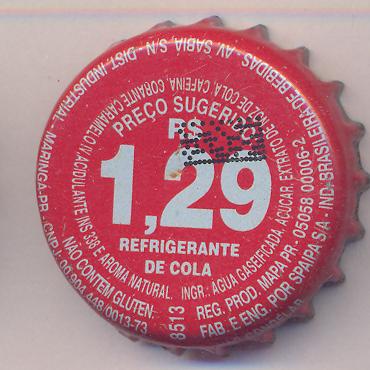 PREÇO SUGERIDO
R$
1,29
REFRIGERANTE
DE COLA
INGR.: ÁGUA GASEIFICADA, AÇÚCAR, EXTRATO DE NOZ DE COLA, CAFEÍNA, CORANTE CARAMELO IV, ACIDULANTE INS 338 E AROMA NATURAL.
NÃO CONTÉM GLÚTEN
8513
REG. PROD. MAPA PR - 05058 00006-2
FAB. E ENG. POR SPAIPA S/A - IND. BRASILEIRA DE BEBIDAS - AV. SABIÁ, S/N - DIST. INDUSTRIAL - MARINGÁ-PR - CNPJ: 00.904.448/0013-73